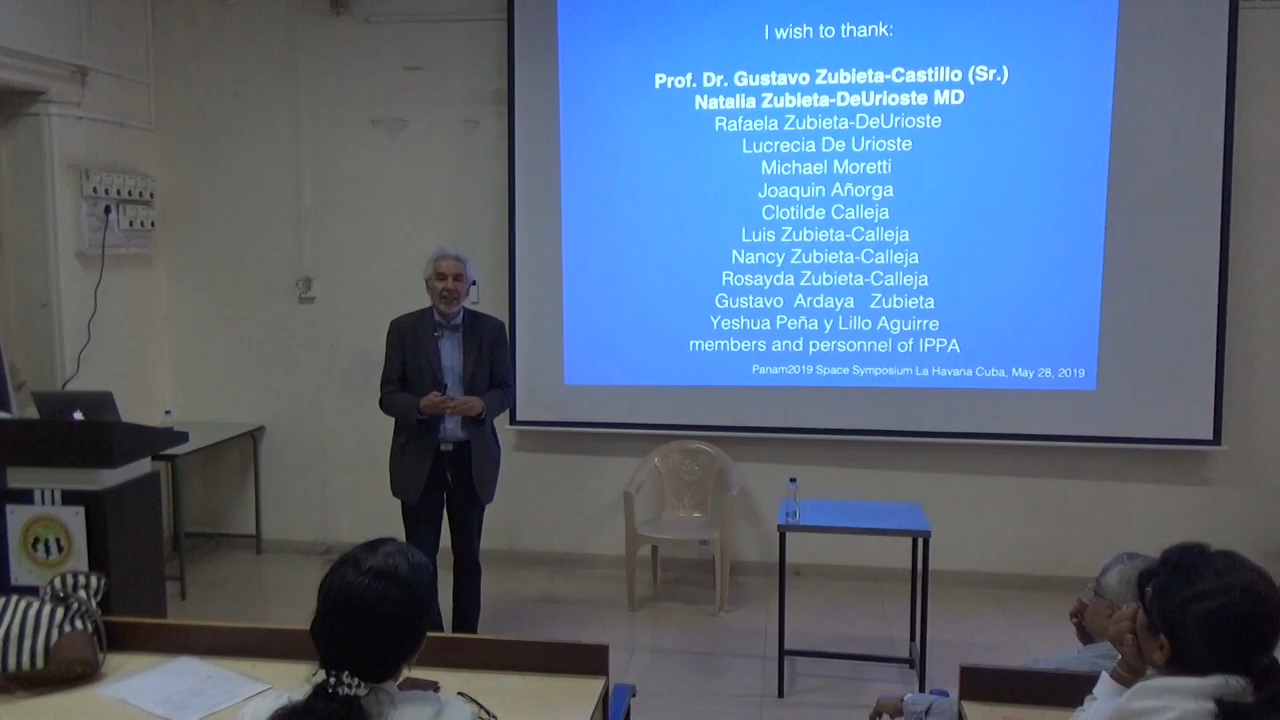 I wish to thank:
Prof. Dr. Gustavo Zubieta-Castillo (Sr.)
Natalia Zubieta-DeUrioste MD
Rafaela Zubieta-DeUrioste
Lucrecia De Urioste
Michael Moretti
Joaquin Añorga
Clotilde Calleja
Luis Zubieta-Calleja
Nancy Zubieta-Calleja
Rosayda Zubieta-Calleja
Gustavo Ardaya Zubieta
Yeshua Peña y Lillo Aguirre
members and personnel of IPPA
Panam2019 Space Symposium La Havana Cuba, May 28, 2019